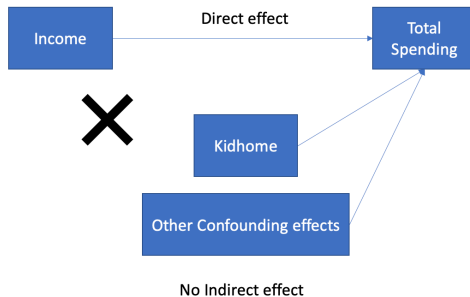 Direct effect
Income
Total
Spending
Kidhome
Other Confounding effects
No Indirect effect